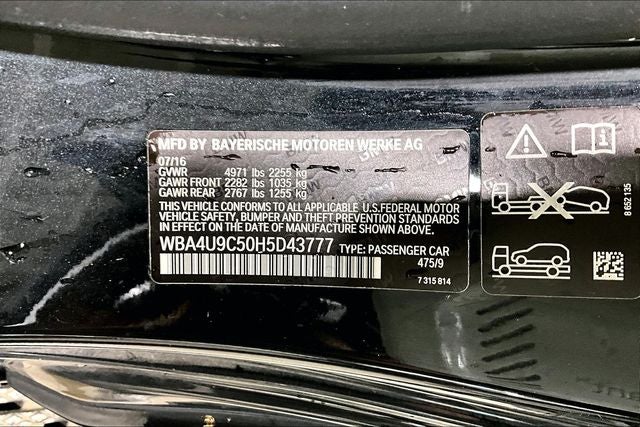 MFD BY BAYERISCHE MOTOREN WERKE AG
07/16
GVWR 4971 lbs 2255 kg
GAWR FRONT 2282 lbs 1035 kg
GAWR REAR 2767 lbs 1255 kg
THIS VEHICLE CONFORMS TO ALL APPLICABLE U.S.FEDERAL MOTOR
VEHICLE SAFETY, BUMPER AND THEFT PREVENTION STANDARDS
IN EFFECT ON THE DATE OF MANUFACTURE SHOWN ABOVE.
WBA4U9C50H5D43777 TYPE: PASSENGER CAR
475/9
7 315 814
8 652 135